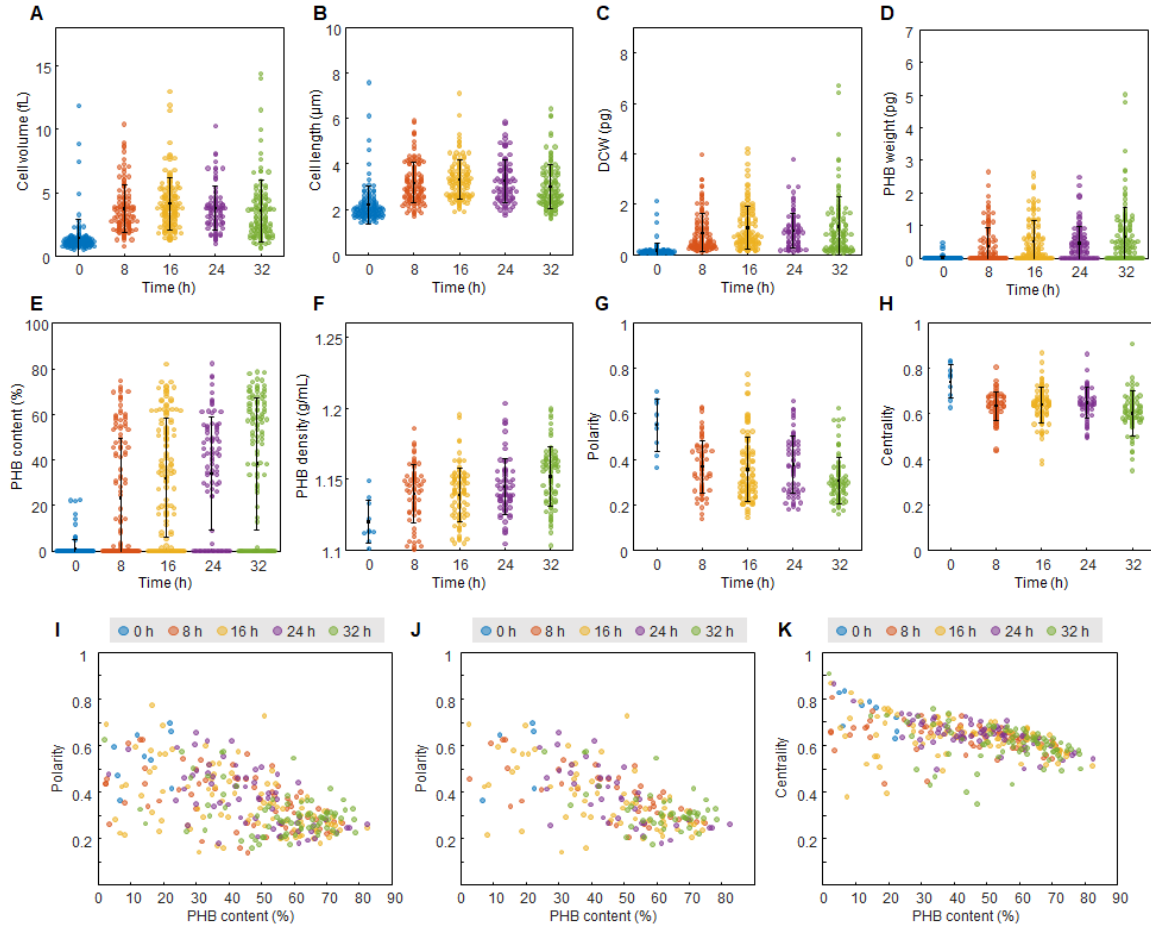 A
B
C
D
15
10
5
0
Cell volume (fL)
0 8 16 24 32
Time (h)
10
8
6
4
2
0
Cell length (µm)
0 8 16 24 32
Time (h)
8
6
4
2
0
DCW (pg)
0 8 16 24 32
Time (h)
7
6
5
4
3
2
1
0
PHB weight (pg)
0 8 16 24 32
Time (h)
E
F
G
H
100
80
60
40
20
0
PHB content (%)
0 8 16 24 32
Time (h)
1.25
1.2
1.15
1.1
PHB density (g/mL)
0 8 16 24 32
Time (h)
1
0.8
0.6
0.4
0.2
0
Polarity
0 8 16 24 32
Time (h)
1
0.8
0.6
0.4
0
Centrality
0 8 16 24 32
Time (h)
I
0 h 8 h 16 h 24 h 32 h
J
0 h 8 h 16 h 24 h 32 h
K
0 h 8 h 16 h 24 h 32 h
1
0.8
0.6
0.4
0.2
Polarity
0 10 20 30 40 50 60 70 80 90
PHB content (%)
1
0.8
0.6
0.4
0.2
Polarity
0 10 20 30 40 50 60 70 80
PHB content (%)
1
0.8
0.6
0.4
0.2
Centrality
0 10 20 30 40 50 60 70 80 90
PHB content (%)